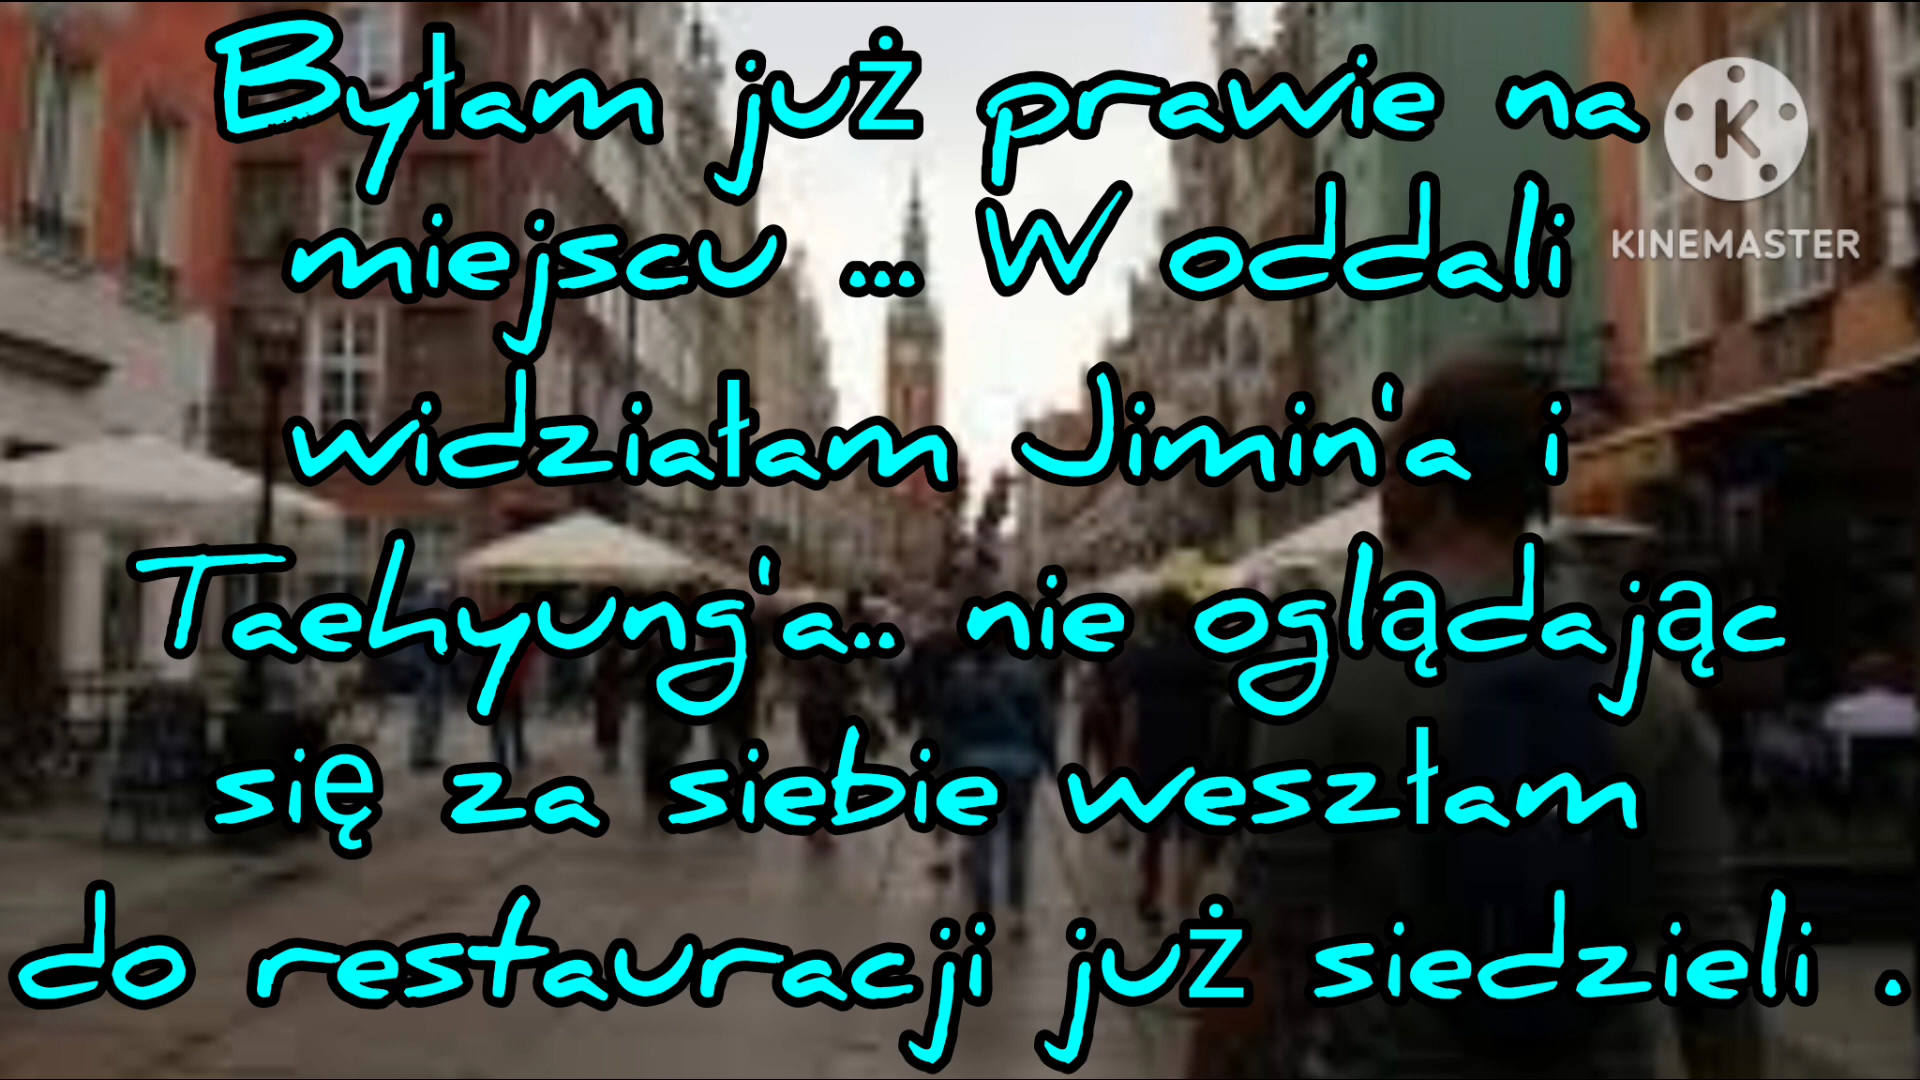 Byłam już prawie na
miejscu ... W oddali
widziałam Jimin'a i
Taehyung'a.. nie oglądając
się za siebie weszłam
do restauracji już siedzieli .
K
KINEMASTER